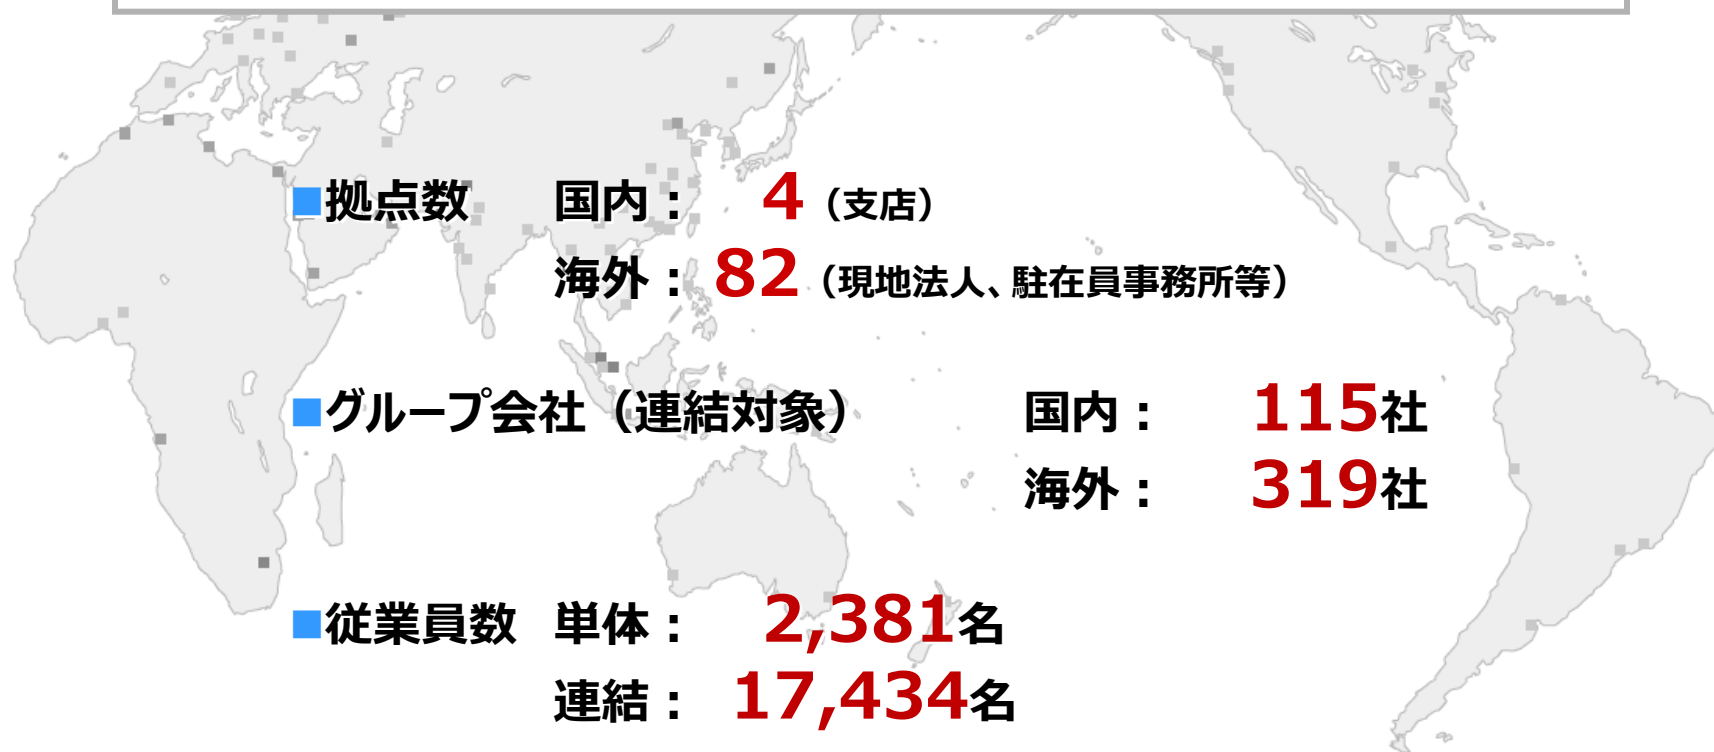 ■拠点数　国内： 4（支店）
海外： 82（現地法人、駐在員事務所等）
■グループ会社（連結対象）　国内： 115社
海外： 319社
■従業員数　単体： 2,381名
連結： 17,434名